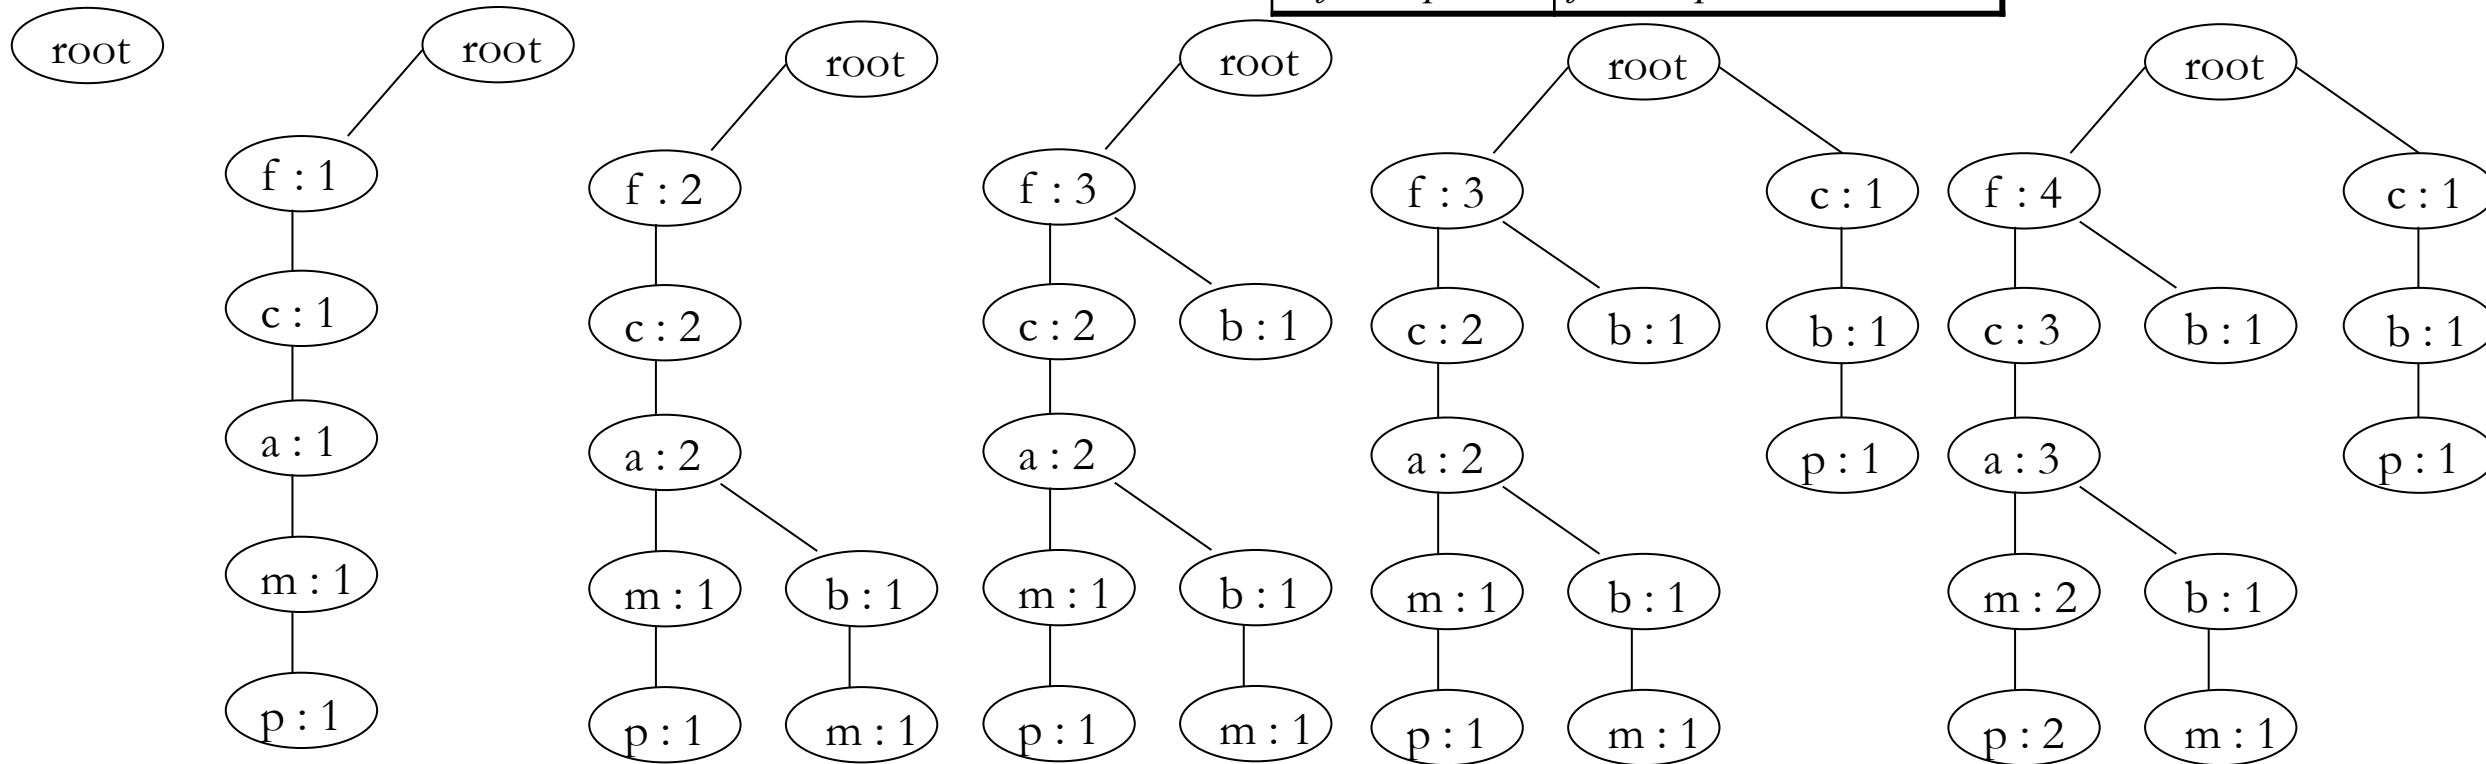 root
root
f : 1
c : 1
a : 1
m : 1
p : 1
root
f : 2
c : 2
a : 2
m : 1
b : 1
p : 1
m : 1
root
f : 3
c : 2
b : 1
a : 2
m : 1
b : 1
p : 1
m : 1
root
f : 3
c : 1
c : 2
b : 1
b : 1
a : 2
p : 1
m : 1
b : 1
p : 1
m : 1
root
f : 4
c : 1
c : 3
b : 1
b : 1
a : 3
p : 1
m : 2
b : 1
p : 2
m : 1